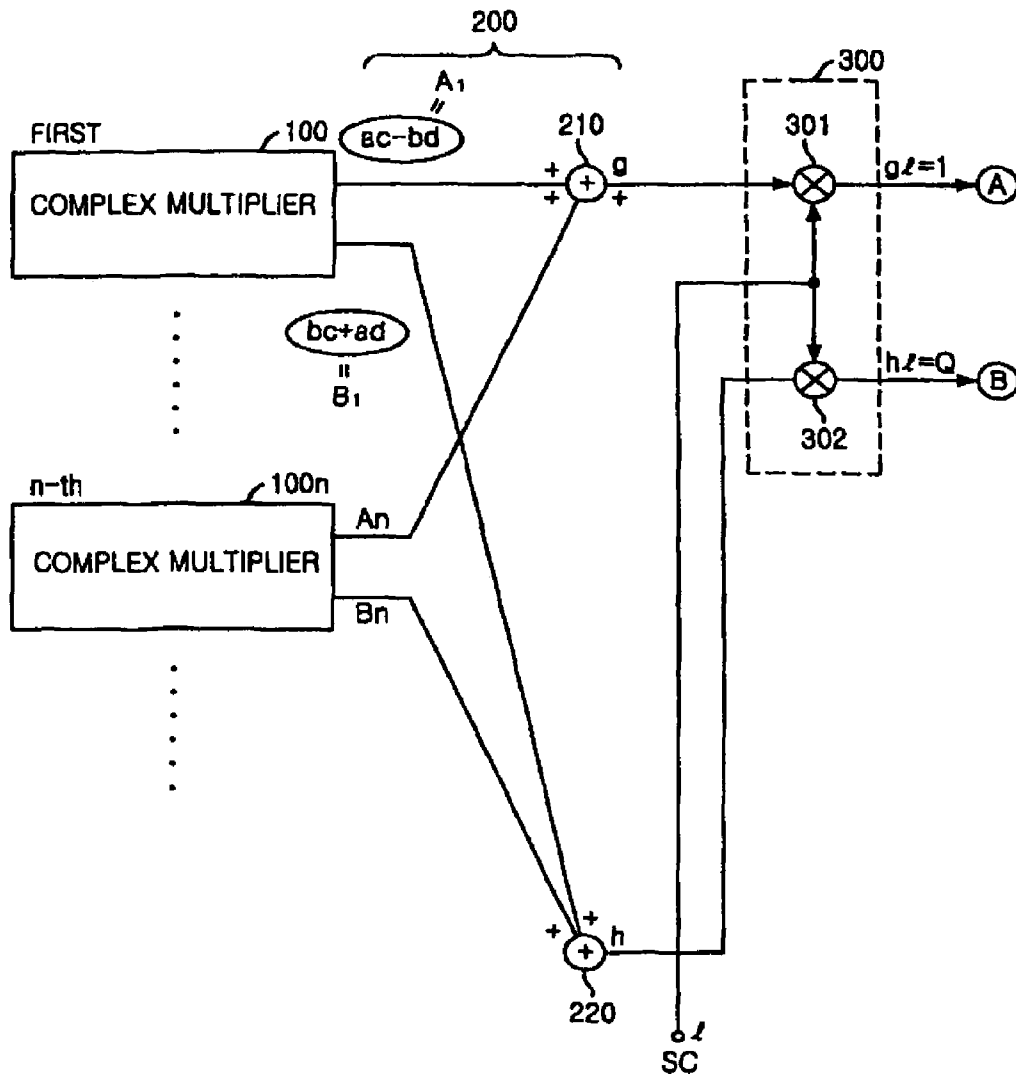 200
A₁
=
300
FIRST
100
ac-bd
210
301
COMPLEX MULTIPLIER
+
+
+
g
+
gℓ=1
A
bc+ad
=
B₁
hℓ=Q
B
302
n-th
100n
An
COMPLEX MULTIPLIER
Bn
+
+
+
h
220
ℓ
SC